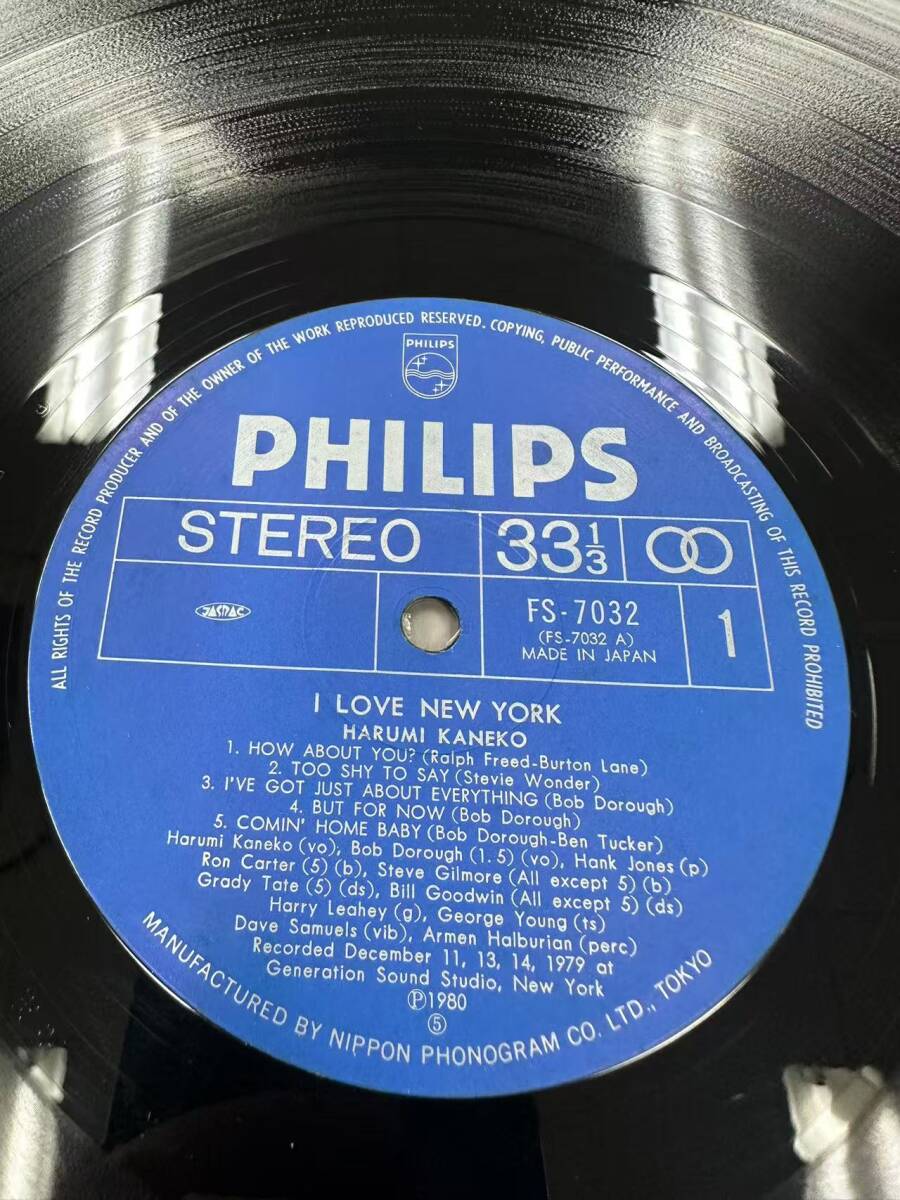 ALL RIGHTS OF THE RECORD PRODUCER AND OF THE OWNER OF THE WORK REPRODUCED RESERVED. COPYING, PUBLIC PERFORMANCE AND BROADCASTING OF THIS RECORD PROHIBITED
PHILIPS
PHILIPS
STEREO 33 1/3
JASRAC
FS-7032 1
(FS-7032 A)
MADE IN JAPAN
I LOVE NEW YORK
HARUMI KANEKO
1. HOW ABOUT YOU? (Ralph Freed-Burton Lane)
2. TOO SHY TO SAY (Stevie Wonder)
3. I'VE GOT JUST ABOUT EVERYTHING (Bob Dorough)
4. BUT FOR NOW (Bob Dorough)
5. COMIN' HOME BABY (Bob Dorough-Ben Tucker)
Harumi Kaneko (vo), Bob Dorough (1. 5) (vo), Hank Jones (p)
Ron Carter (5) (b), Steve Gilmore (All except 5) (b)
Grady Tate (5) (ds), Bill Goodwin (All except 5) (ds)
Harry Leahey (g), George Young (ts)
Dave Samuels (vib), Armen Halburian (perc)
Recorded December 11, 13, 14, 1979 at
Generation Sound Studio, New York
Ⓟ1980
⑤
MANUFACTURED BY NIPPON PHONOGRAM CO. LTD., TOKYO